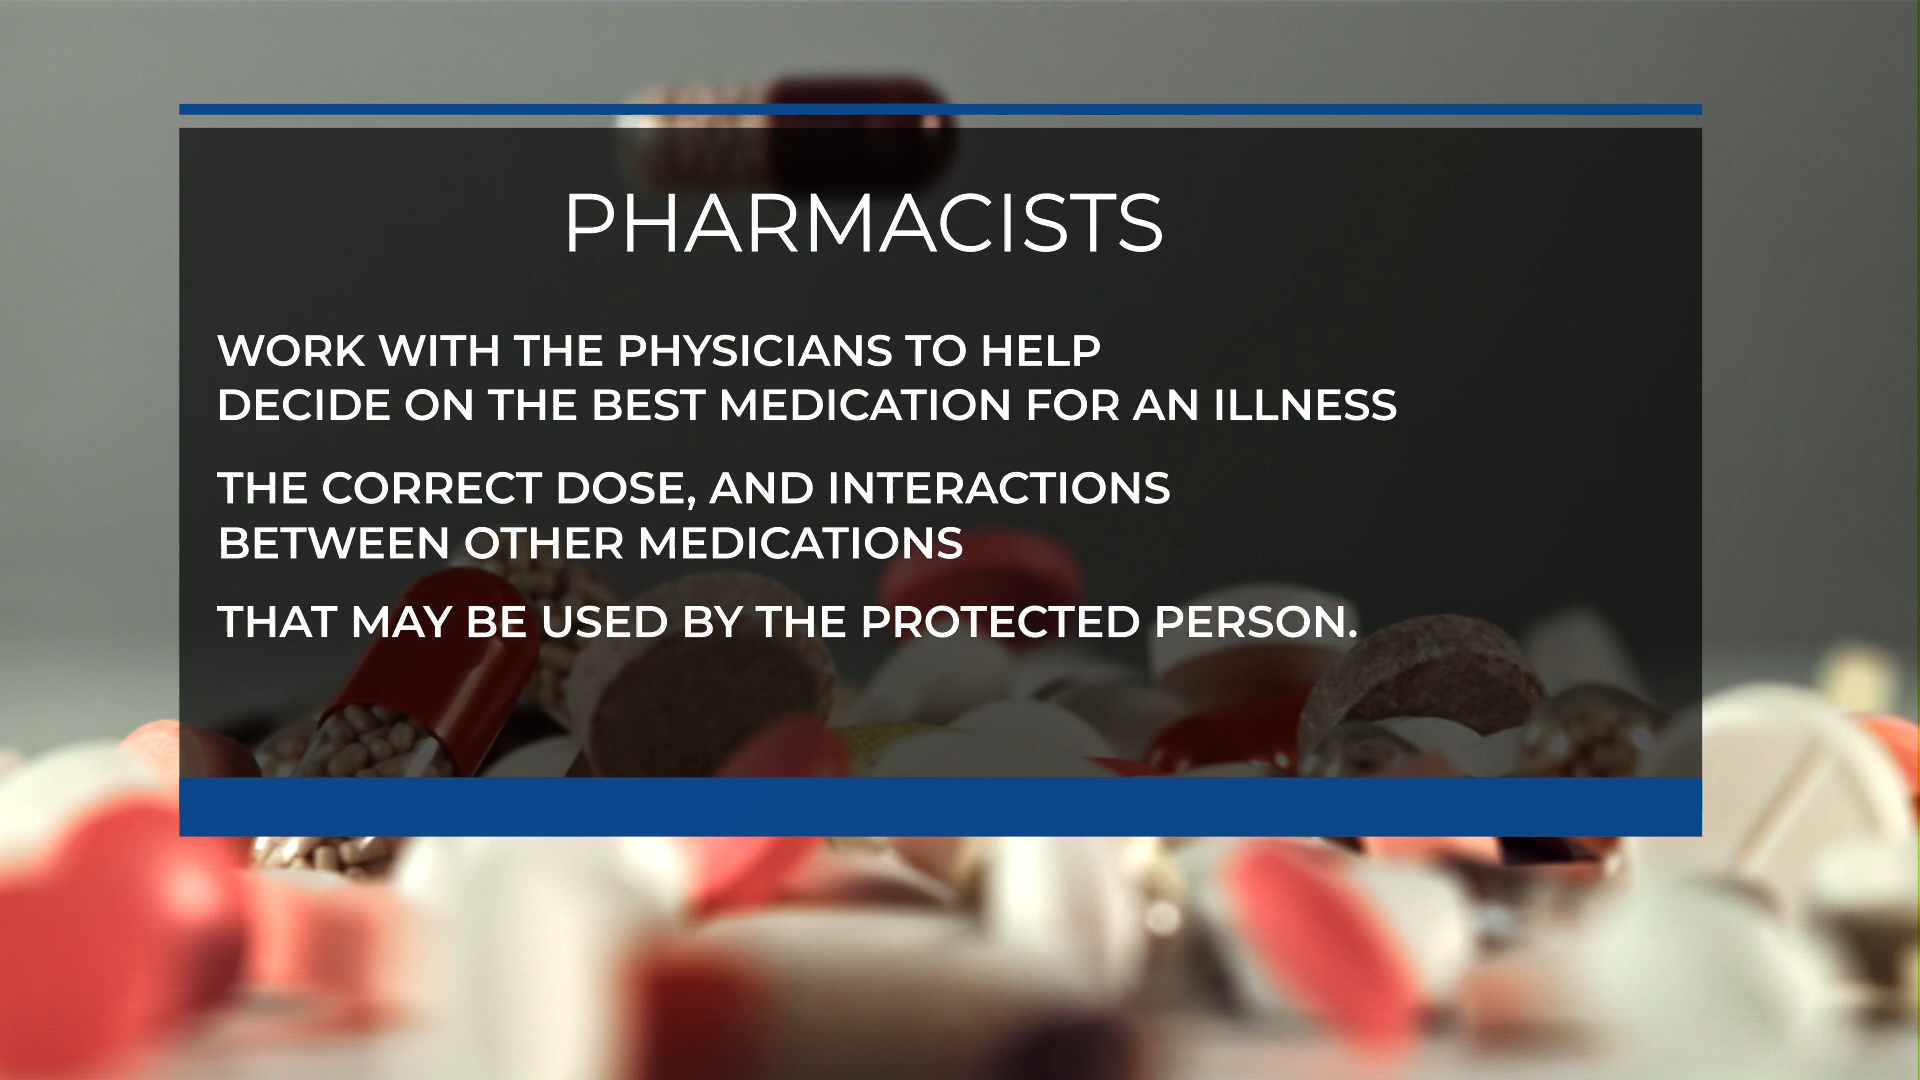 PHARMACISTS
WORK WITH THE PHYSICIANS TO HELP
DECIDE ON THE BEST MEDICATION FOR AN ILLNESS
THE CORRECT DOSE, AND INTERACTIONS
BETWEEN OTHER MEDICATIONS
THAT MAY BE USED BY THE PROTECTED PERSON.